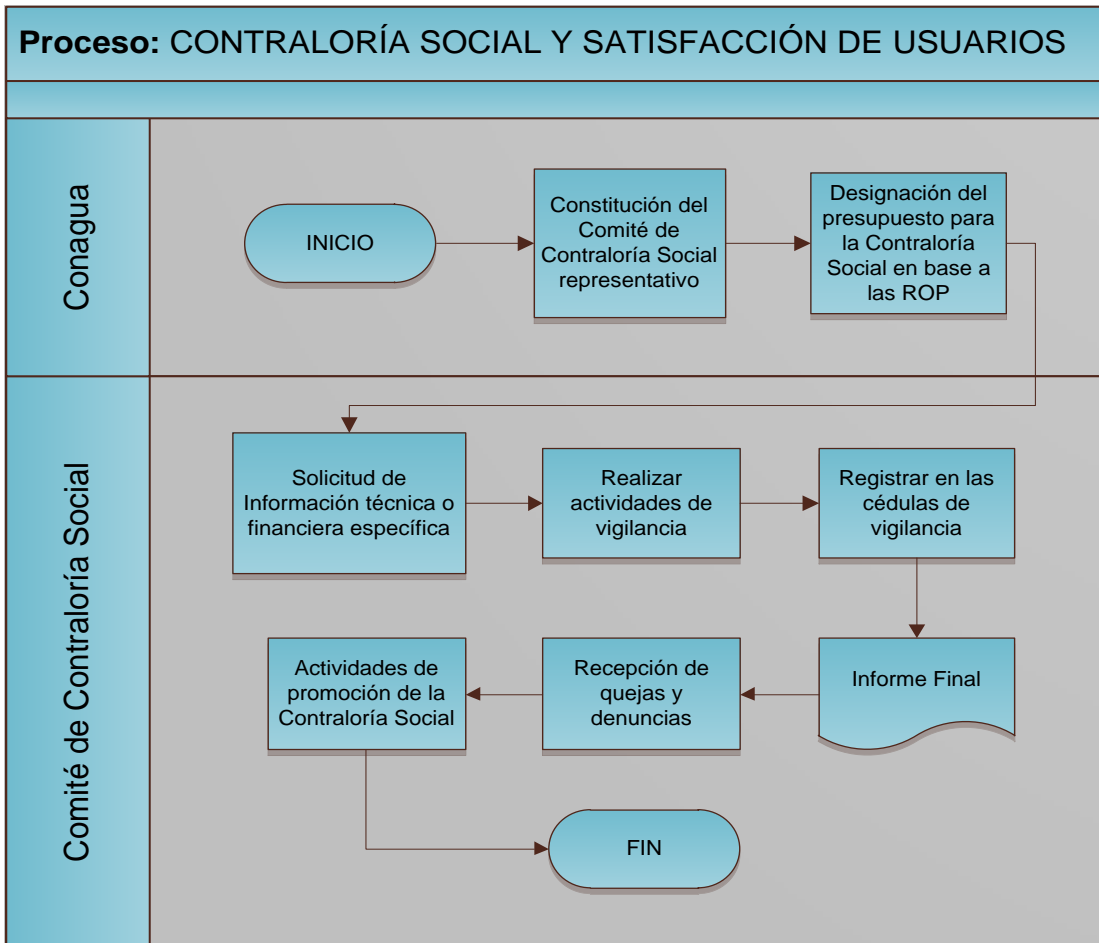 Proceso: CONTRALORÍA SOCIAL Y SATISFACCIÓN DE USUARIOS
Conagua
INICIO
Constitución del
Comité de
Contraloría Social
representativo
Designación del
presupuesto para
la Contraloría
Social en base a
las ROP
Comité de Contraloría Social
Solicitud de
Información técnica o
financiera específica
Realizar
actividades de
vigilancia
Registrar en las
cédulas de
vigilancia
Informe Final
Recepción de
quejas y
denuncias
Actividades de
promoción de la
Contraloría Social
FIN